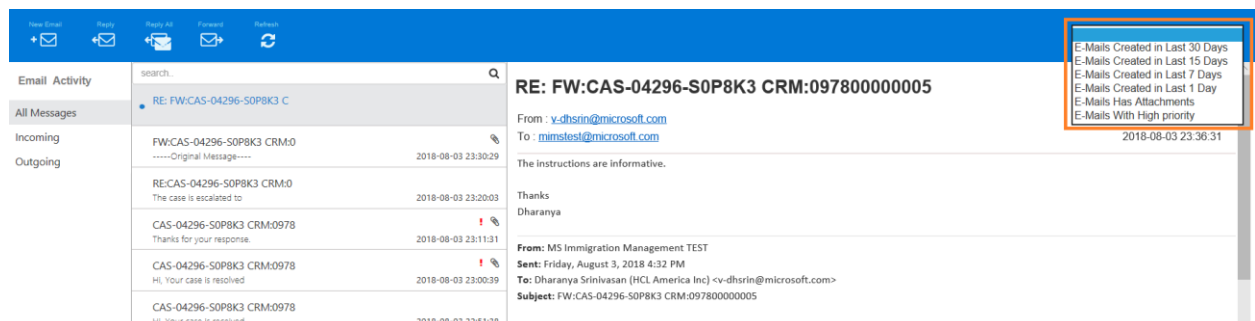 New Email Reply Reply All Forward Refresh
E-Mails Created in Last 30 Days
E-Mails Created in Last 15 Days
E-Mails Created in Last 7 Days
E-Mails Created in Last 1 Day
E-Mails Has Attachments
E-Mails With High priority
Email Activity
All Messages
Incoming
Outgoing
search..
RE: FW:CAS-04296-S0P8K3 C
FW:CAS-04296-S0P8K3 CRM:0
-----Original Message----
2018-08-03 23:30:29
RE:CAS-04296-S0P8K3 CRM:0
The case is escalated to
2018-08-03 23:20:03
CAS-04296-S0P8K3 CRM:0978
Thanks for your response.
2018-08-03 23:11:31
CAS-04296-S0P8K3 CRM:0978
Hi, Your case is resolved
2018-08-03 23:00:39
CAS-04296-S0P8K3 CRM:0978
RE: FW:CAS-04296-S0P8K3 CRM:097800000005
From : v-dhsrin@microsoft.com
To : mimstest@microsoft.com
2018-08-03 23:36:31
The instructions are informative.
Thanks
Dharanya
From: MS Immigration Management TEST
Sent: Friday, August 3, 2018 4:32 PM
To: Dharanya Srinivasan (HCL America Inc) <v-dhsrin@microsoft.com>
Subject: FW:CAS-04296-S0P8K3 CRM:097800000005